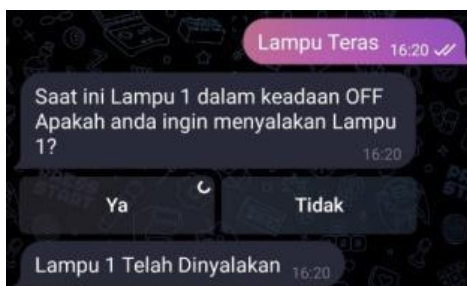 Lampu Teras 16:20
Saat ini Lampu 1 dalam keadaan OFF
Apakah anda ingin menyalakan Lampu
1?
16:20
Ya
Tidak
Lampu 1 Telah Dinyalakan 16:20